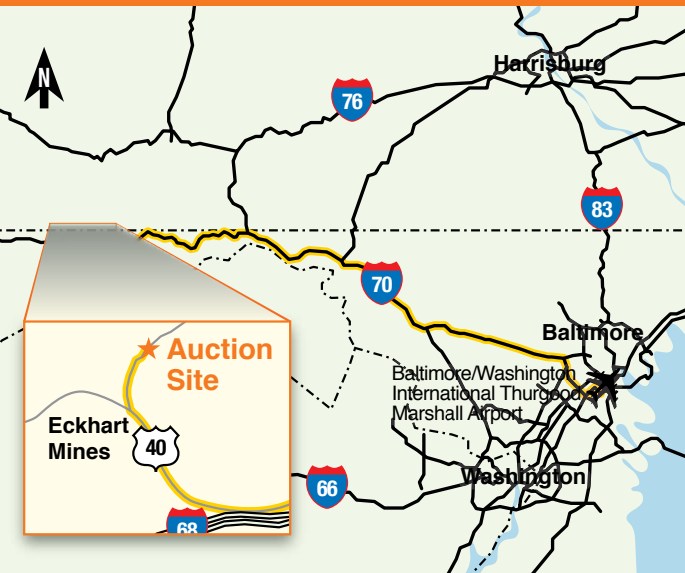 N
Harrisburg
76
83
70
Baltimore
Baltimore/Washington
International Thurgood
Marshall Airport
Auction
Site
Eckhart
Mines
40
68
66
Washington